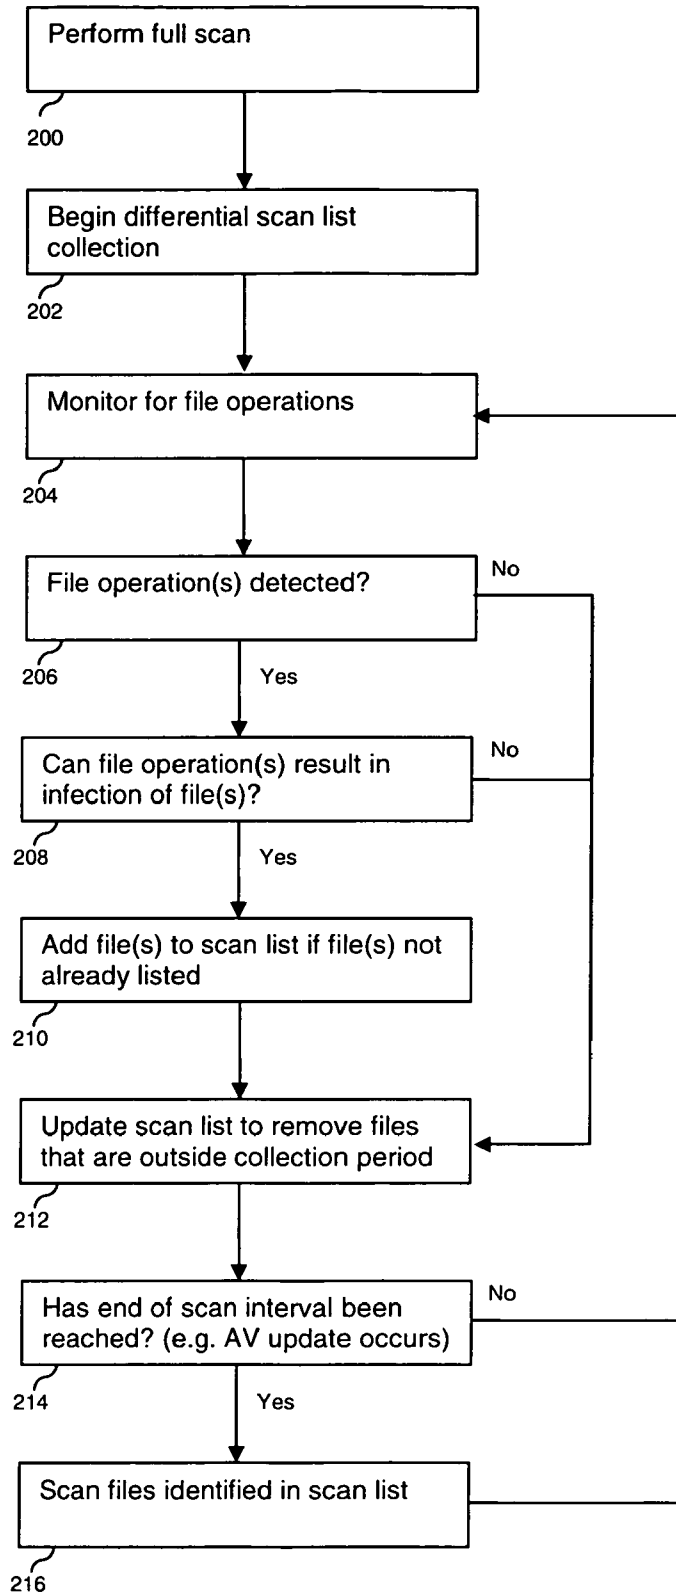 Perform full scan
200
Begin differential scan list
collection
202
Monitor for file operations
204
File operation(s) detected?
No
206
Yes
Can file operation(s) result in
infection of file(s)?
No
208
Yes
Add file(s) to scan list if file(s) not
already listed
210
Update scan list to remove files
that are outside collection period
212
Has end of scan interval been
reached? (e.g. AV update occurs)
No
214
Yes
Scan files identified in scan list
216